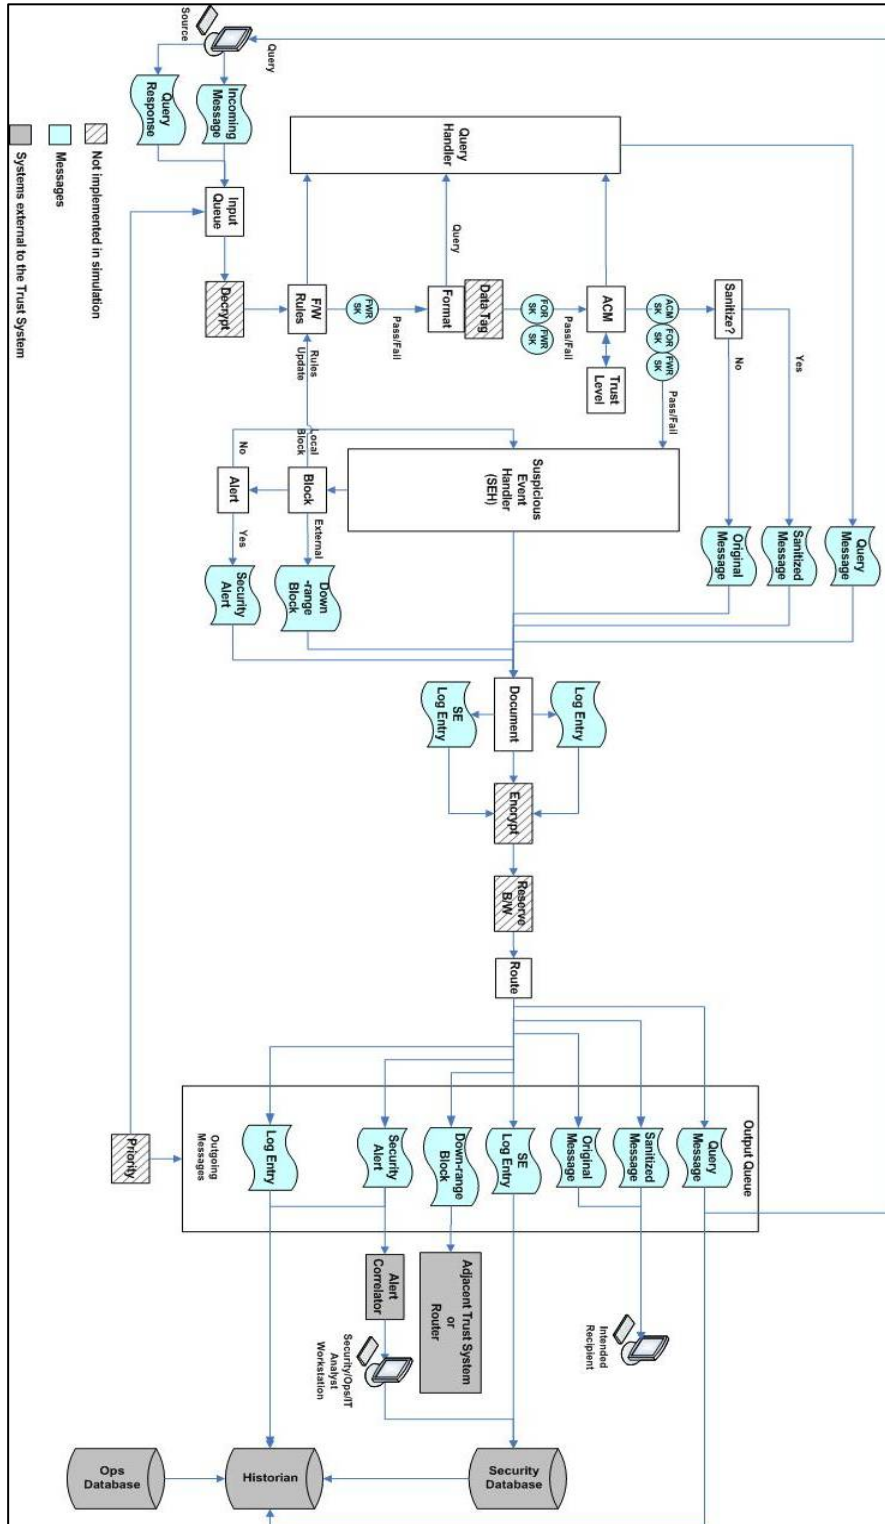 Source
Query
Query
Response
Incoming
Message
Input
Queue
Decrypt
F/W
Rules
Rules
Update
FWR
SK
Pass/Fail
Query
Handler
Query
Format
Data Tag
FOR
SK
FWR
SK
Pass/Fail
ACM
Trust
Level
ACM
SK
FOR
SK
FWR
SK
Pass/Fail
Sanitize?
Yes
No
Suspicious
Event
Handler
(SEH)
Local
Block
Block
External
No
Alert
Yes
Security
Alert
Down
-range
Block
Original
Message
Sanitized
Message
Query
Message
Document
Log Entry
SE
Log Entry
Encrypt
Reserve
B/W
Route
Output Queue
Query
Message
Sanitized
Message
Original
Message
SE
Log Entry
Down-range
Block
Security
Alert
Log Entry
Outgoing
Messages
Priority
Intended
Recipient
Adjacent Trust System
or
Router
Alert
Correlator
Security/Ops/IT
Analyst
Workstation
Security
Database
Historian
Ops
Database
Not implemented in simulation
Messages
Systems external to the Trust System